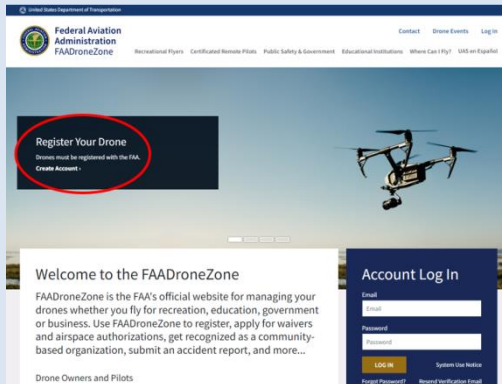 United States Department of Transportation
Federal Aviation
Administration
FAADroneZone
Contact Drone Events Log In
Recreational Flyers Certificated Remote Pilots Public Safety & Government Educational Institutions Where Can I Fly? UAS en Español
Register Your Drone
Drones must be registered with the FAA.
Create Account ›
Welcome to the FAADroneZone
FAADroneZone is the FAA's official website for managing your
drones whether you fly for recreation, education, government
or business. Use FAADroneZone to register, apply for waivers
and airspace authorizations, get recognized as a community-
based organization, submit an accident report, and more...
Drone Owners and Pilots
Account Log In
Email
Email
Password
Password
LOG IN System Use Notice
Forgot Password? Resend Verification Email